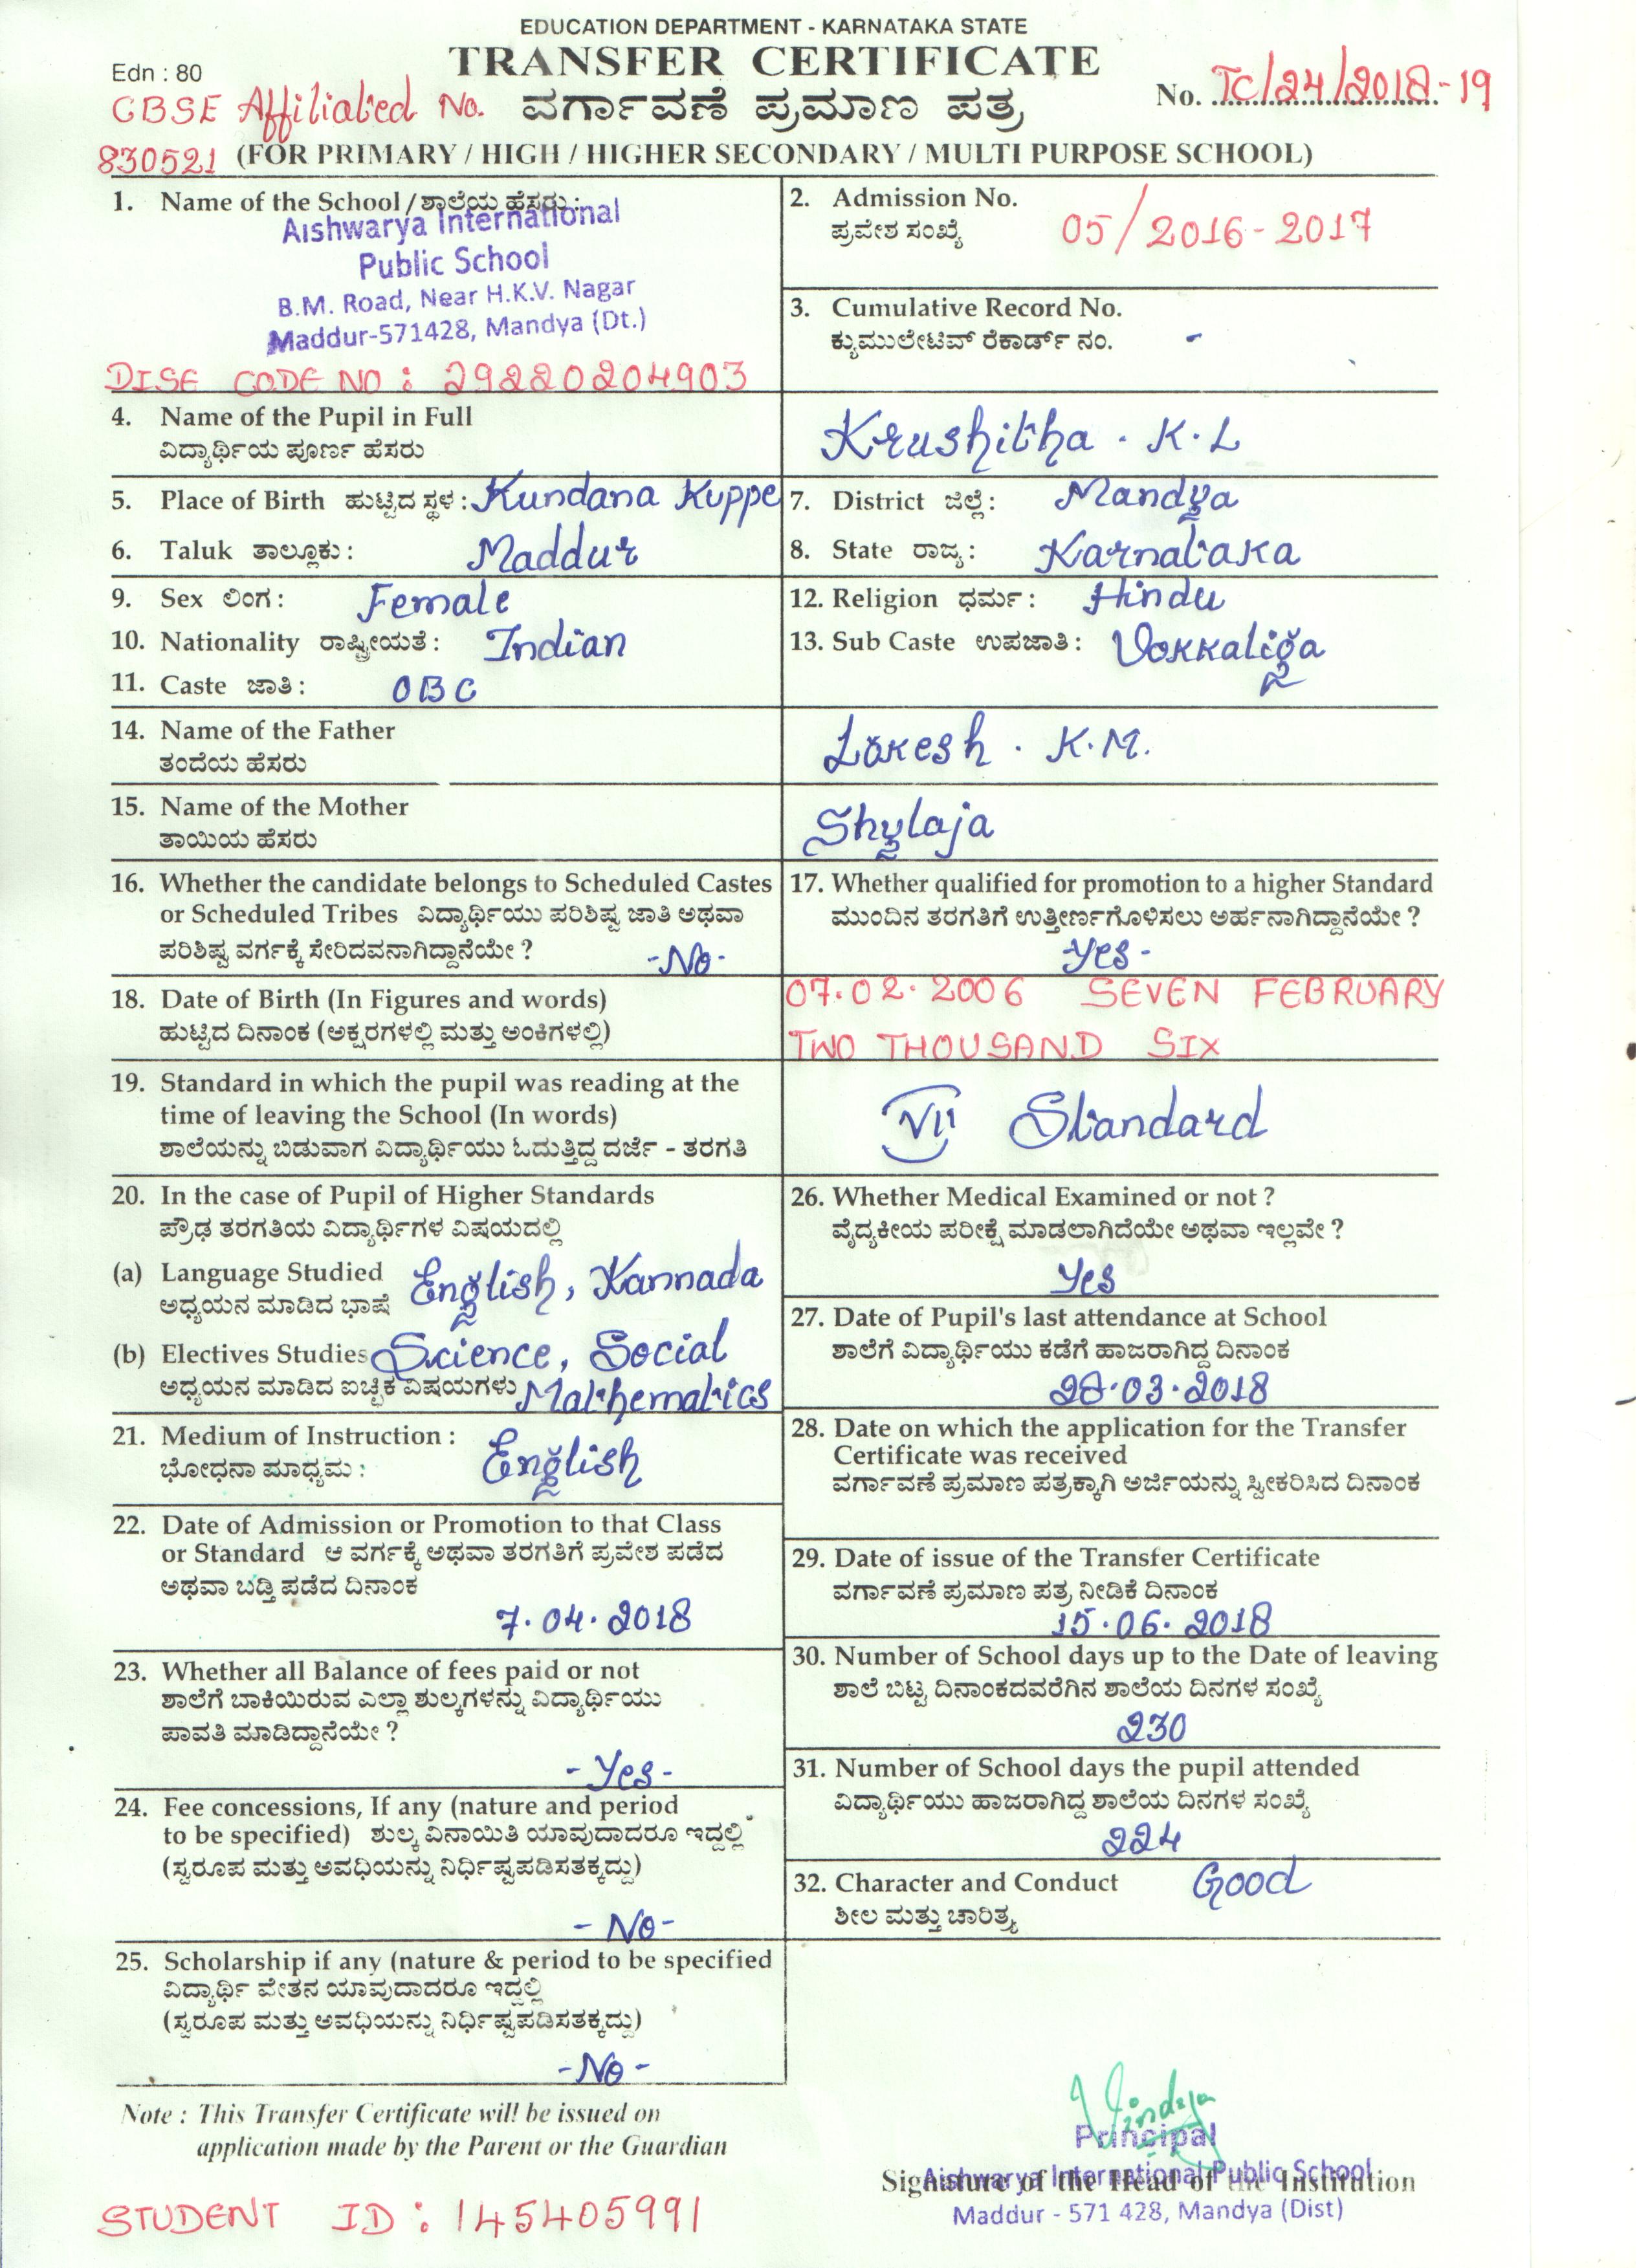 EDUCATION DEPARTMENT - KARNATAKA STATE
Edn : 80
TRANSFER CERTIFICATE
ವರ್ಗಾವಣೆ ಪ್ರಮಾಣ ಪತ್ರ
No. TC/24/2018-19
CBSE Affiliated No.
830521 (FOR PRIMARY / HIGH / HIGHER SECONDARY / MULTI PURPOSE SCHOOL)
1. Name of the School / ಶಾಲೆಯ ಹೆಸರು :
Aishwarya International
Public School
B.M. Road, Near H.K.V. Nagar
Maddur-571428, Mandya (Dt.)
DISE CODE NO : 29220204903
2. Admission No.
ಪ್ರವೇಶ ಸಂಖ್ಯೆ 05/2016-2017
3. Cumulative Record No.
ಕ್ಯುಮುಲೇಟಿವ್ ರೆಕಾರ್ಡ್ ನಂ. -
4. Name of the Pupil in Full
ವಿದ್ಯಾರ್ಥಿಯ ಪೂರ್ಣ ಹೆಸರು
Krushitha . K.L
5. Place of Birth ಹುಟ್ಟಿದ ಸ್ಥಳ : Kundana Kuppe
6. Taluk ತಾಲ್ಲೂಕು : Maddur
7. District ಜಿಲ್ಲೆ : Mandya
8. State ರಾಜ್ಯ : Karnataka
9. Sex ಲಿಂಗ : Female
10. Nationality ರಾಷ್ಟ್ರೀಯತೆ : Indian
11. Caste ಜಾತಿ : OBC
12. Religion ಧರ್ಮ : Hindu
13. Sub Caste ಉಪಜಾತಿ : Vokkaliga
14. Name of the Father
ತಂದೆಯ ಹೆಸರು
Lokesh . K.M.
15. Name of the Mother
ತಾಯಿಯ ಹೆಸರು
Shylaja
16. Whether the candidate belongs to Scheduled Castes
or Scheduled Tribes ವಿದ್ಯಾರ್ಥಿಯು ಪರಿಶಿಷ್ಟ ಜಾತಿ ಅಥವಾ
ಪರಿಶಿಷ್ಟ ವರ್ಗಕ್ಕೆ ಸೇರಿದವನಾಗಿದ್ದಾನೆಯೇ ? -No-
17. Whether qualified for promotion to a higher Standard
ಮುಂದಿನ ತರಗತಿಗೆ ಉತ್ತೀರ್ಣಗೊಳಿಸಲು ಅರ್ಹನಾಗಿದ್ದಾನೆಯೇ ?
Yes-
18. Date of Birth (In Figures and words)
ಹುಟ್ಟಿದ ದಿನಾಂಕ (ಅಕ್ಷರಗಳಲ್ಲಿ ಮತ್ತು ಅಂಕಿಗಳಲ್ಲಿ)
07.02.2006 SEVEN FEBRUARY
TWO THOUSAND SIX
19. Standard in which the pupil was reading at the
time of leaving the School (In words)
ಶಾಲೆಯನ್ನು ಬಿಡುವಾಗ ವಿದ್ಯಾರ್ಥಿಯು ಓದುತ್ತಿದ್ದ ದರ್ಜೆ - ತರಗತಿ
VII Standard
20. In the case of Pupil of Higher Standards
ಪ್ರೌಢ ತರಗತಿಯ ವಿದ್ಯಾರ್ಥಿಗಳ ವಿಷಯದಲ್ಲಿ
(a) Language Studied English, Kannada
ಅಧ್ಯಯನ ಮಾಡಿದ ಭಾಷೆ
(b) Electives Studies Science, Social
ಅಧ್ಯಯನ ಮಾಡಿದ ಐಚ್ಛಿಕ ವಿಷಯಗಳು Mathematics
21. Medium of Instruction : English
ಭೋಧನಾ ಮಾಧ್ಯಮ :
22. Date of Admission or Promotion to that Class
or Standard ಆ ವರ್ಗಕ್ಕೆ ಅಥವಾ ತರಗತಿಗೆ ಪ್ರವೇಶ ಪಡೆದ
ಅಥವಾ ಬಡ್ತಿ ಪಡೆದ ದಿನಾಂಕ
7.04.2018
23. Whether all Balance of fees paid or not
ಶಾಲೆಗೆ ಬಾಕಿಯಿರುವ ಎಲ್ಲಾ ಶುಲ್ಕಗಳನ್ನು ವಿದ್ಯಾರ್ಥಿಯು
ಪಾವತಿ ಮಾಡಿದ್ದಾನೆಯೇ ?
- Yes-
24. Fee concessions, If any (nature and period
to be specified) ಶುಲ್ಕ ವಿನಾಯಿತಿ ಯಾವುದಾದರೂ ಇದ್ದಲ್ಲಿ
(ಸ್ವರೂಪ ಮತ್ತು ಅವಧಿಯನ್ನು ನಿರ್ಧಿಷ್ಟಪಡಿಸತಕ್ಕದ್ದು)
- No-
25. Scholarship if any (nature & period to be specified
ವಿದ್ಯಾರ್ಥಿ ವೇತನ ಯಾವುದಾದರೂ ಇದ್ದಲ್ಲಿ
(ಸ್ವರೂಪ ಮತ್ತು ಅವಧಿಯನ್ನು ನಿರ್ಧಿಷ್ಟಪಡಿಸತಕ್ಕದ್ದು)
-No-
26. Whether Medical Examined or not ?
ವೈದ್ಯಕೀಯ ಪರೀಕ್ಷೆ ಮಾಡಲಾಗಿದೆಯೇ ಅಥವಾ ಇಲ್ಲವೇ ?
Yes
27. Date of Pupil's last attendance at School
ಶಾಲೆಗೆ ವಿದ್ಯಾರ್ಥಿಯು ಕಡೆಗೆ ಹಾಜರಾಗಿದ್ದ ದಿನಾಂಕ
28.03.2018
28. Date on which the application for the Transfer
Certificate was received
ವರ್ಗಾವಣೆ ಪ್ರಮಾಣ ಪತ್ರಕ್ಕಾಗಿ ಅರ್ಜಿಯನ್ನು ಸ್ವೀಕರಿಸಿದ ದಿನಾಂಕ
29. Date of issue of the Transfer Certificate
ವರ್ಗಾವಣೆ ಪ್ರಮಾಣ ಪತ್ರ ನೀಡಿಕೆ ದಿನಾಂಕ
15.06.2018
30. Number of School days up to the Date of leaving
ಶಾಲೆ ಬಿಟ್ಟ ದಿನಾಂಕದವರೆಗಿನ ಶಾಲೆಯ ದಿನಗಳ ಸಂಖ್ಯೆ
230
31. Number of School days the pupil attended
ವಿದ್ಯಾರ್ಥಿಯು ಹಾಜರಾಗಿದ್ದ ಶಾಲೆಯ ದಿನಗಳ ಸಂಖ್ಯೆ
224
32. Character and Conduct Good
ಶೀಲ ಮತ್ತು ಚಾರಿತ್ರ್ಯ
Note : This Transfer Certificate will be issued on
application made by the Parent or the Guardian
STUDENT ID : 145405991
Principal
Aishwarya International Public School
Signature of the Head of the Institution
Maddur - 571 428, Mandya (Dist)